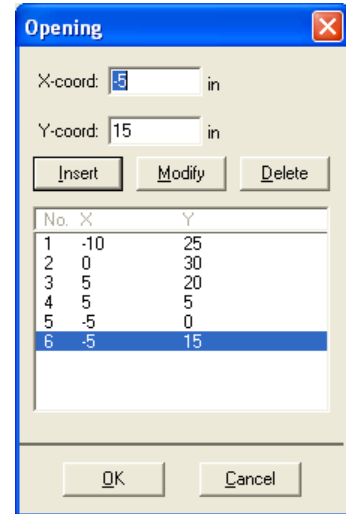 Opening
X-coord: -5 in
Y-coord: 15 in
Insert Modify Delete
No. X Y
1 -10 25
2 0 30
3 5 20
4 5 5
5 -5 0
6 -5 15
OK Cancel